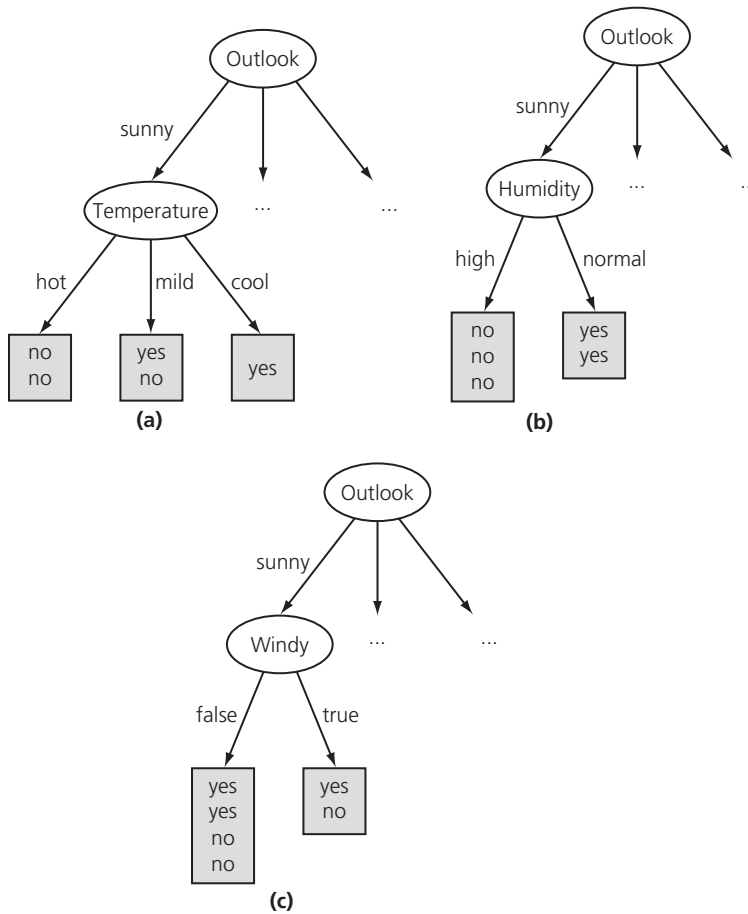 Outlook
sunny
Temperature
...
...
hot
mild
cool
no
no
yes
no
yes
(a)
Outlook
sunny
Humidity
...
high
normal
no
no
no
yes
yes
(b)
Outlook
sunny
Windy
...
...
false
true
yes
yes
no
no
yes
no
(c)